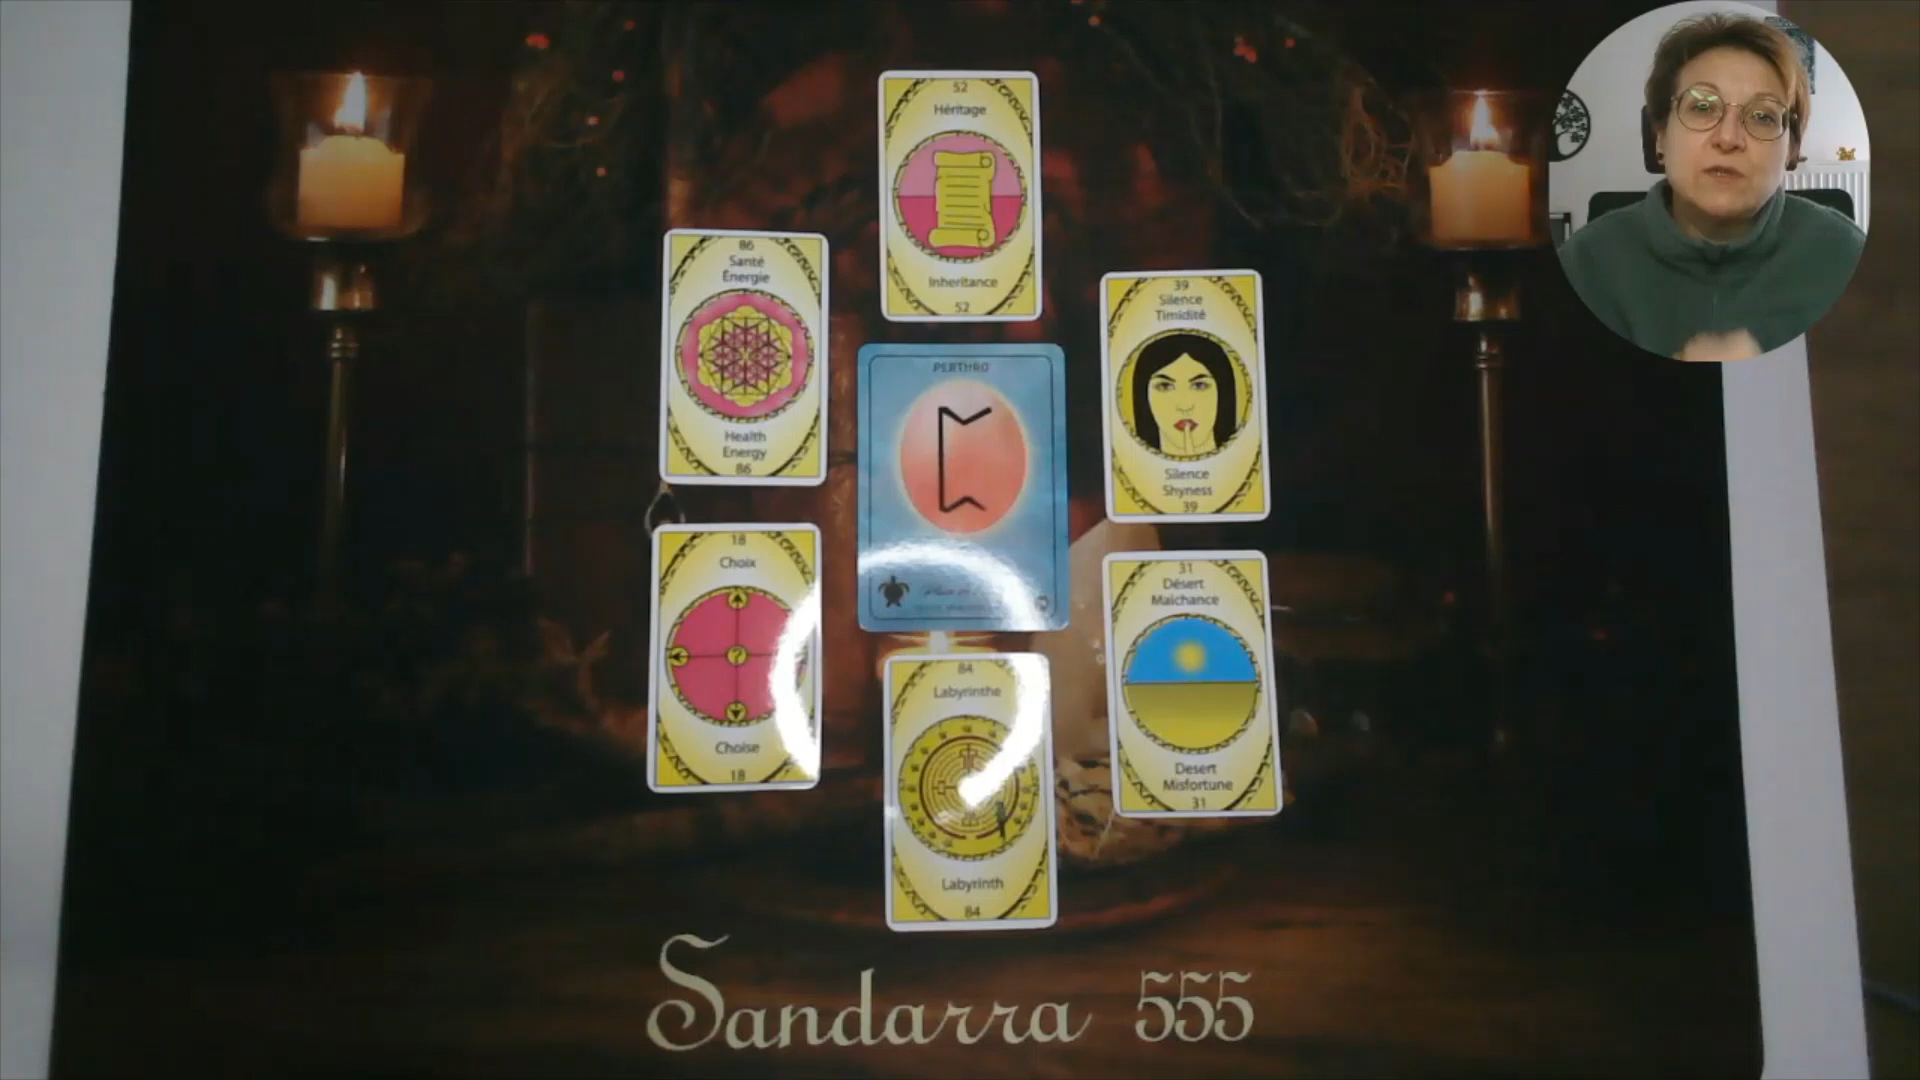 52
Héritage
Inheritance
52
86
Santé
Énergie
Health
Energy
86
39
Silence
Timidité
Silence
Shyness
39
PERTHRO
18
Choix
Choise
18
31
Désert
Malchance
Desert
Misfortune
31
84
Labyrinthe
Labyrinth
84
Sandarra 555